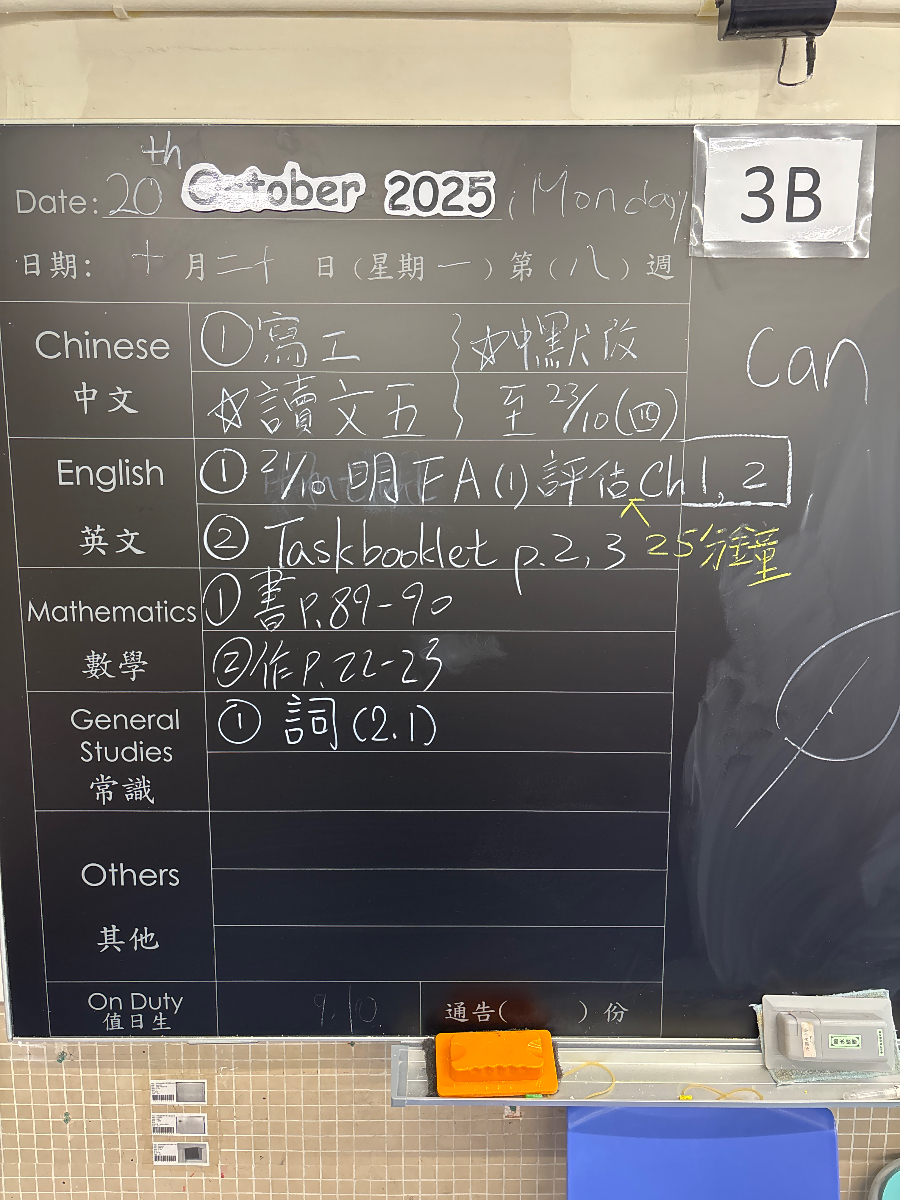 20th October 2025, Monday
Date:
3B
日期: 十 月 二十 日 (星期 一) 第 (八) 週
Chinese
中文
① 寫工
☆中默改
☆讀文五
至 23/10 (四)
Can
English
英文
① 21/10 明 FA(1) 評估 Ch 1, 2
② Taskbooklet p.2, 3
25分鐘
Mathematics
數學
① 書P.89-90
② 作P.22-23
General
Studies
常識
① 詞 (2.1)
Others
其他
On Duty
值日生
9, 10
通告( ) 份